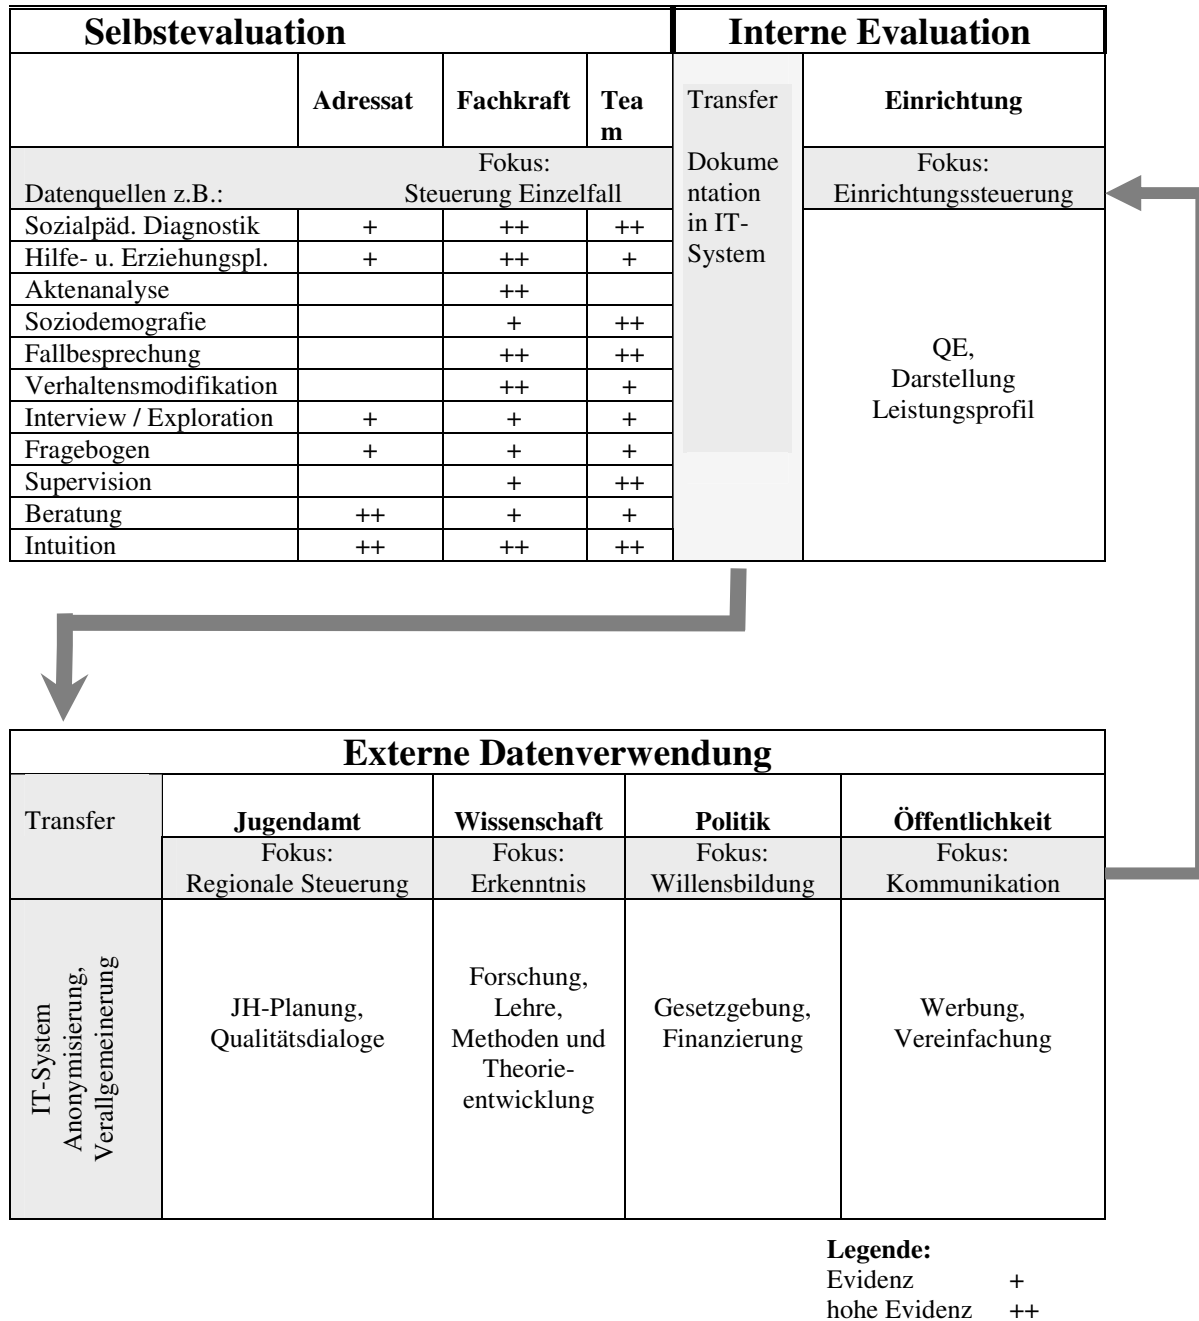 Selbstevaluation Interne Evaluation
Adressat Fachkraft Tea Transfer Einrichtung
m
Fokus: Dokume Fokus:
Datenquellen z.B.: Steuerung Einzelfall ntation Einrichtungssteuerung
Sozialpäd. Diagnostik + ++ ++ in IT-
Hilfe- u. Erziehungspl. + ++ + System
Aktenanalyse ++
Soziodemografie + ++
Fallbesprechung ++ ++ QE,
Verhaltensmodifikation ++ + Darstellung
Interview / Exploration + + + Leistungsprofil
Fragebogen + + +
Supervision + ++
Beratung ++ + +
Intuition ++ ++ ++
Externe Datenverwendung
Transfer Jugendamt Wissenschaft Politik Öffentlichkeit
Fokus: Fokus: Fokus: Fokus:
Regionale Steuerung Erkenntnis Willensbildung Kommunikation
IT-System
Anonymisierung,
Verallgemeinerung
JH-Planung,
Qualitätsdialoge
Forschung,
Lehre,
Methoden und
Theorie-
entwicklung
Gesetzgebung,
Finanzierung
Werbung,
Vereinfachung
Legende:
Evidenz +
hohe Evidenz ++